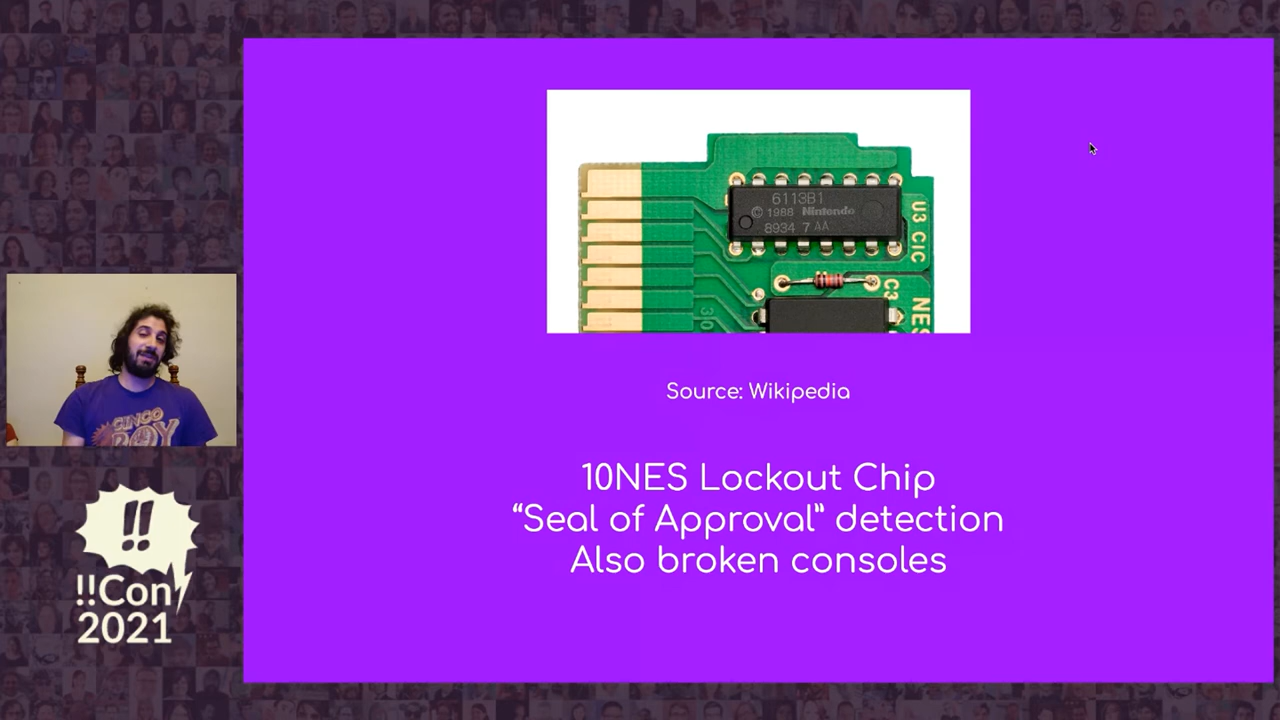 6113B1
© 1988 Nintendo
8934 7 AA
U3 CIC
C3
NES
30
Source: Wikipedia
10NES Lockout Chip
“Seal of Approval” detection
Also broken consoles
CINCO
BOY
!!
!!Con
2021